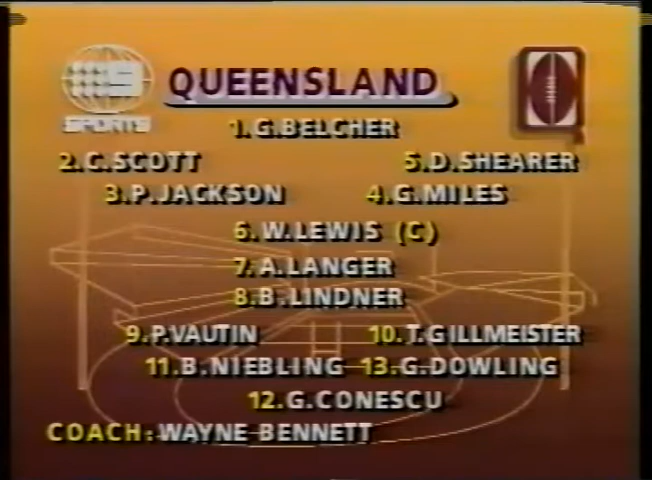 9 QUEENSLAND
SPORTS
1.G.BELCHER
2.C.SCOTT 5.D.SHEARER
3.P.JACKSON 4.G.MILES
6.W.LEWIS (C)
7.A.LANGER
8.B.LINDNER
9.P.VAUTIN 10.T.GILLMEISTER
11.B.NIEBLING 13.G.DOWLING
12.G.CONESCU
COACH:WAYNE BENNETT